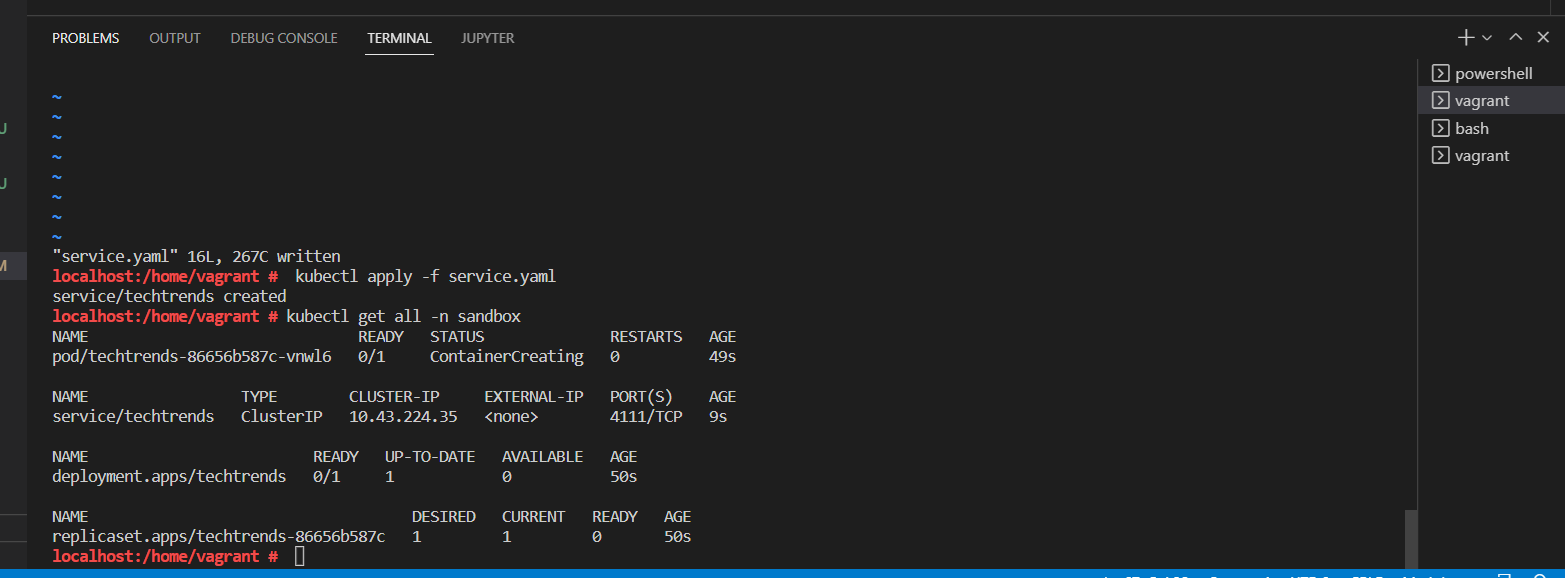 PROBLEMS OUTPUT DEBUG CONSOLE TERMINAL JUPYTER
powershell
vagrant
bash
vagrant
~
~
~
~
~
~
~
~
"service.yaml" 16L, 267C written
localhost:/home/vagrant #  kubectl apply -f service.yaml
service/techtrends created
localhost:/home/vagrant # kubectl get all -n sandbox
NAME                              READY   STATUS              RESTARTS   AGE
pod/techtrends-86656b587c-vnwl6   0/1     ContainerCreating   0          49s
NAME                 TYPE        CLUSTER-IP     EXTERNAL-IP   PORT(S)    AGE
service/techtrends   ClusterIP   10.43.224.35   <none>        4111/TCP   9s
NAME                         READY   UP-TO-DATE   AVAILABLE   AGE
deployment.apps/techtrends   0/1     1            0           50s
NAME                                    DESIRED   CURRENT   READY   AGE
replicaset.apps/techtrends-86656b587c   1         1         0       50s
localhost:/home/vagrant #
U
U
M